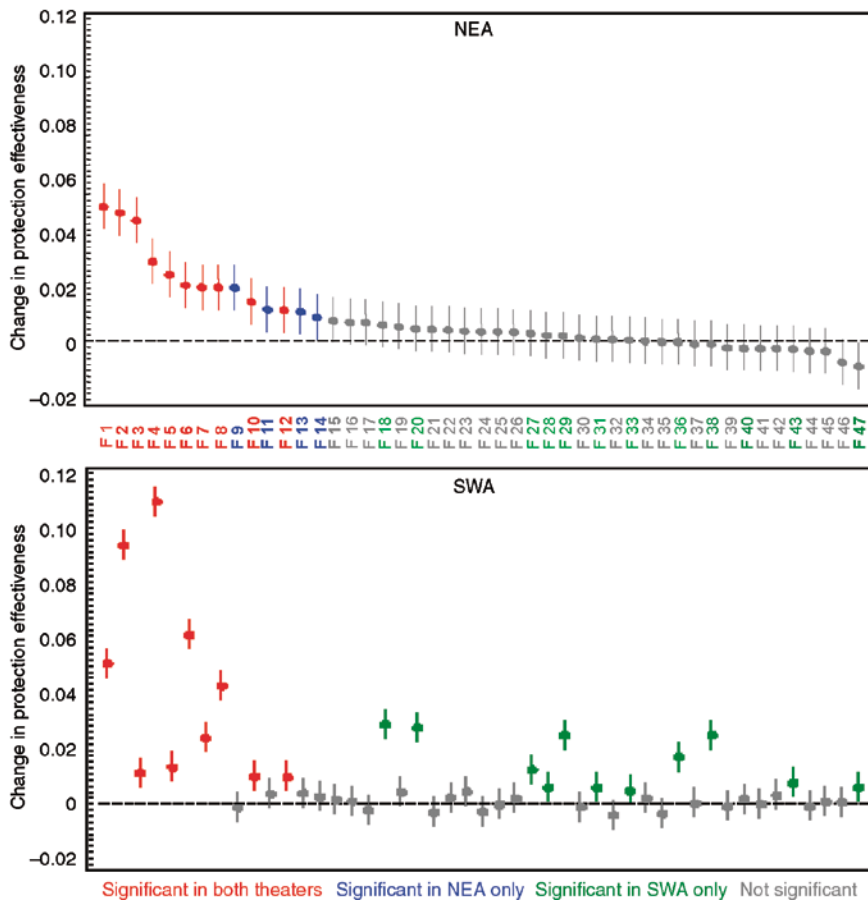 NEA
Change in protection effectiveness
0.12
0.10
0.08
0.06
0.04
0.02
0
−0.02
F 1 F 2 F 3 F 4 F 5 F 6 F 7 F 8 F 9 F 10 F 11 F 12 F 13 F 14 F 15 F 16 F 17 F 18 F 19 F 20 F 21 F 22 F 23 F 24 F 25 F 26 F 27 F 28 F 29 F 30 F 31 F 32 F 33 F 34 F 35 F 36 F 37 F 38 F 39 F 40 F 41 F 42 F 43 F 44 F 45 F 46 F 47
SWA
Change in protection effectiveness
0.12
0.10
0.08
0.06
0.04
0.02
0
−0.02
Significant in both theaters Significant in NEA only Significant in SWA only Not significant